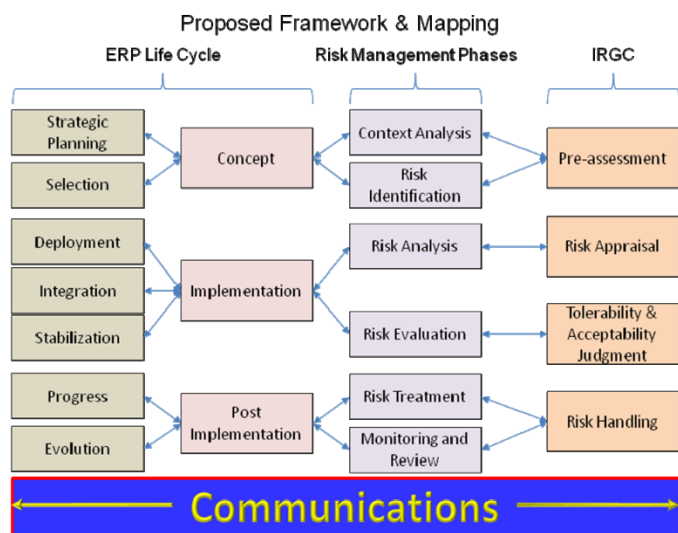 Proposed Framework & Mapping
ERP Life Cycle
Risk Management Phases
IRGC
Strategic
Planning
Selection
Concept
Context Analysis
Risk
Identification
Pre-assessment
Deployment
Integration
Stabilization
Implementation
Risk Analysis
Risk Evaluation
Risk Appraisal
Tolerability &
Acceptability
Judgment
Progress
Evolution
Post
Implementation
Risk Treatment
Monitoring and
Review
Risk Handling
Communications